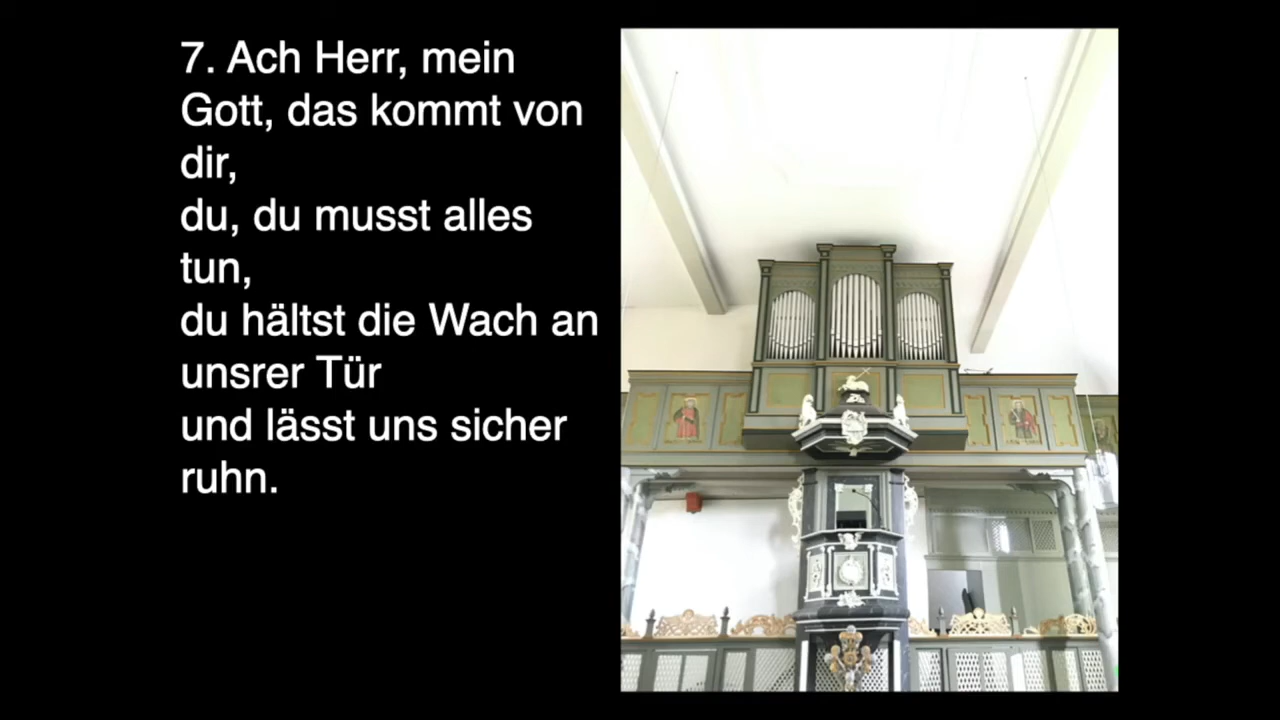 7. Ach Herr, mein
Gott, das kommt von
dir,
du, du musst alles
tun,
du hältst die Wach an
unsrer Tür
und lässt uns sicher
ruhn.